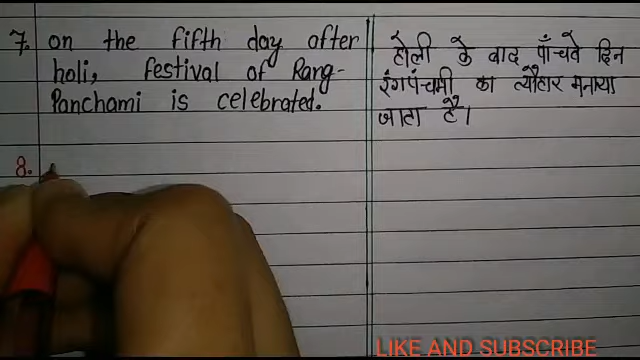 7. on the fifth day after
holi, festival of Rang-
Panchami is celebrated.
होली के बाद पाँचवे दिन
रंगपंचमी का त्यौहार मनाया
जाता है।
8.
LIKE AND SUBSCRIBE